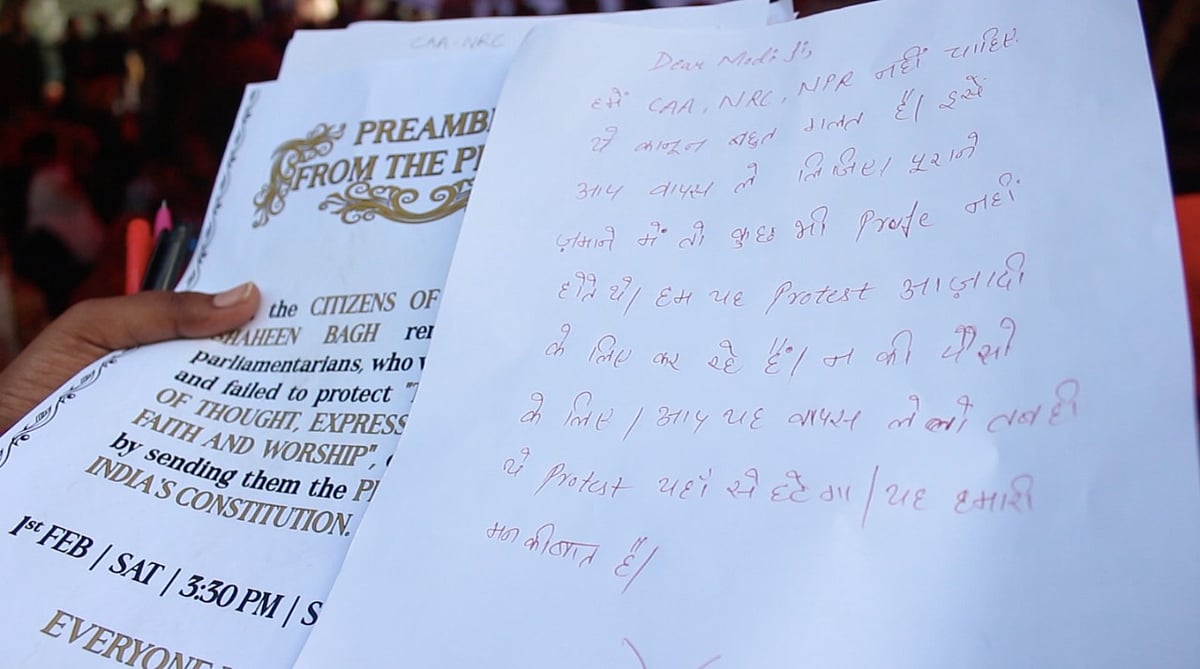 CAA-NRC
PREAMB
FROM THE P
the CITIZENS OF
SHAHEEN BAGH
parliamentarians, who
and failed to protect
OF THOUGHT, EXPRESS
FAITH AND WORSHIP",
by sending them the
INDIA'S CONSTITUTION.
1st FEB / SAT / 3:30 PM / S
EVERYONE
Dear Modi Ji,
हमें CAA, NRC, NPR नहीं चाहिए
ये कानून बहुत गलत है। इसे
आप वापस ले लिजिए। पूराने
ज़माने में तो कुछ भी Profe नहीं
होते थे। हम यह Protest आज़ादी
के लिए कर रहे हैं। न की पैसो
के लिए। आप यह वापस ले लो तब ही
ये Protest यहाँ से हटेगा। यह हमारी
मन की बात है।